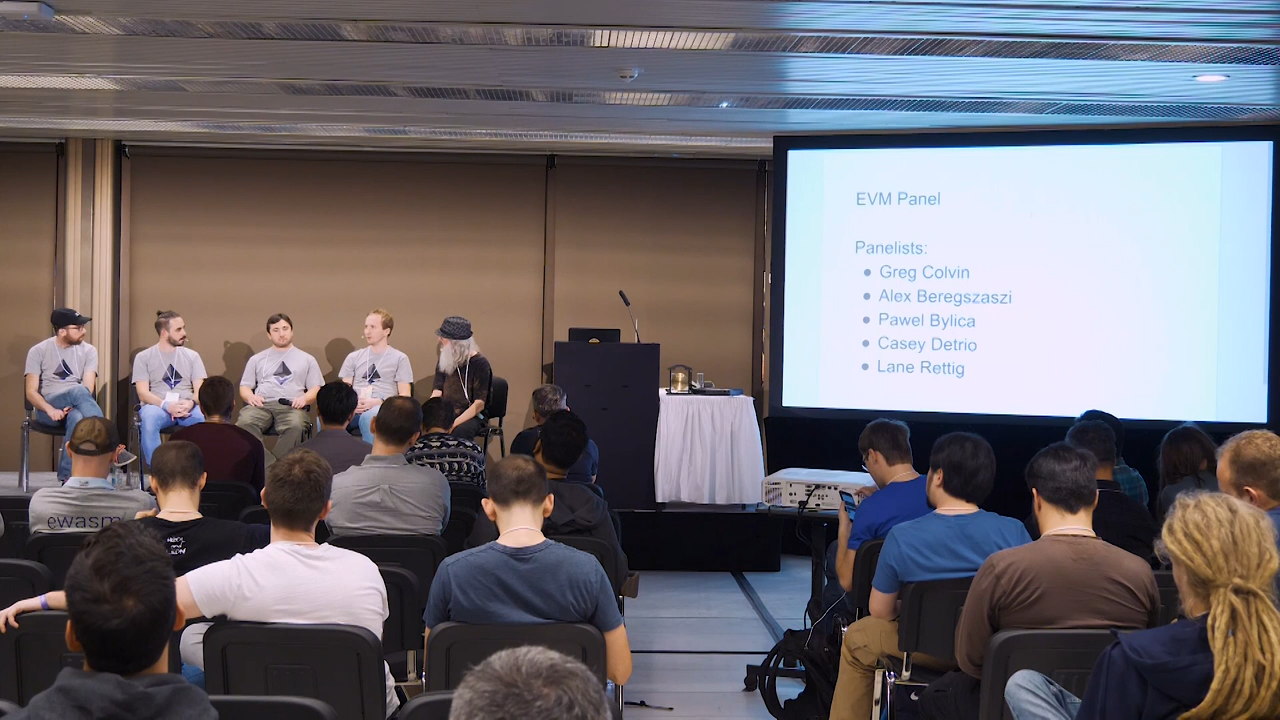 EVM Panel
Panelists:
Greg Colvin
Alex Beregszaszi
Pawel Bylica
Casey Detrio
Lane Rettig
ewasm